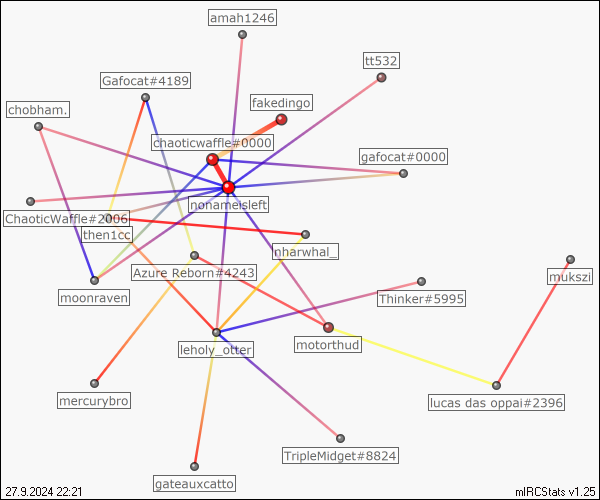 amah1246
tt532
Gafocat#4189
fakedingo
chobham.
chaoticwaffle#0000
gafocat#0000
nonameisleft
ChaoticWaffle#2006
then1cc
nharwhal_
Azure Reborn#4243
mukszi
moonraven
Thinker#5995
motorthud
leholy_otter
mercurybro
lucas das oppai#2396
TripleMidget#8824
gateauxcatto
27.9.2024 22:21
mIRCStats v1.25